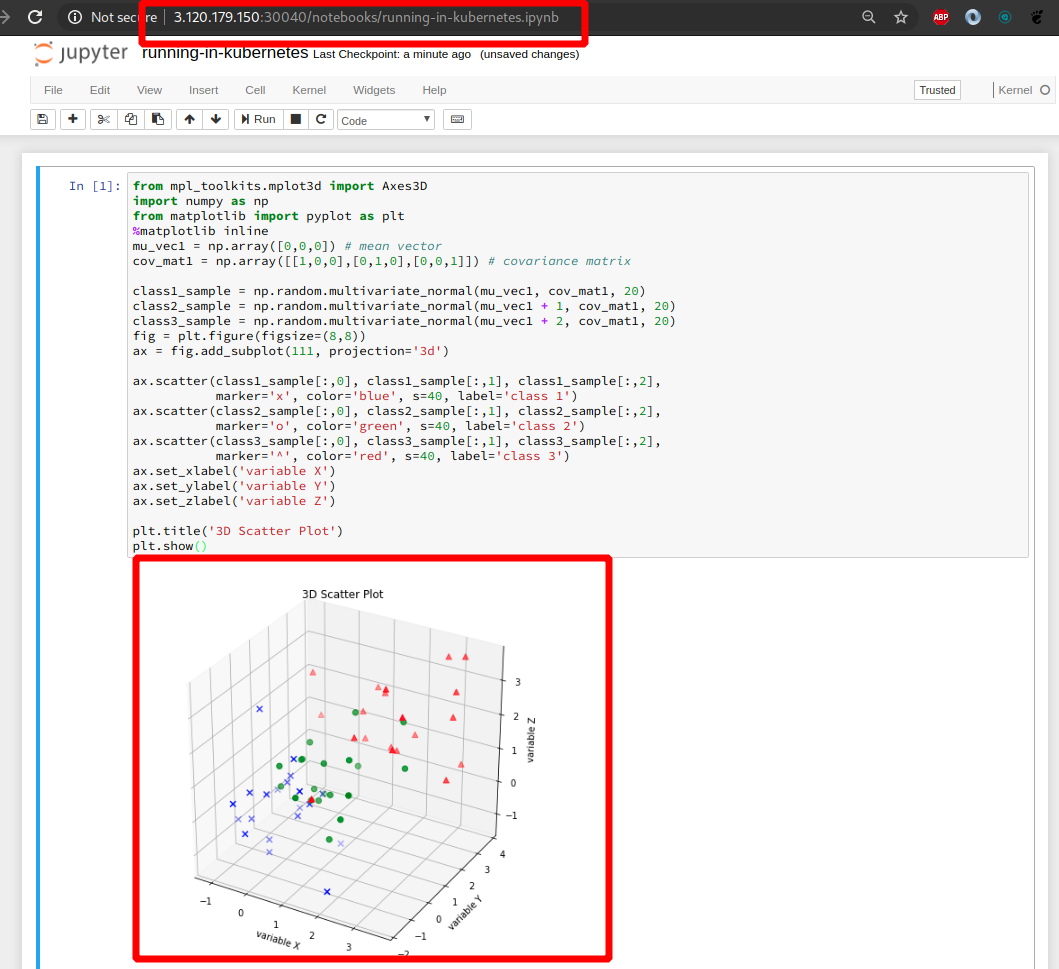 Not secure | 3.120.179.150:30040/notebooks/running-in-kubernetes.ipynb
ABP
jupyter running-in-kubernetes Last Checkpoint: a minute ago (unsaved changes)
File Edit View Insert Cell Kernel Widgets Help Trusted Kernel
Run Code
In [1]: from mpl_toolkits.mplot3d import Axes3D
import numpy as np
from matplotlib import pyplot as plt
%matplotlib inline
mu_vec1 = np.array([0,0,0]) # mean vector
cov_mat1 = np.array([[1,0,0],[0,1,0],[0,0,1]]) # covariance matrix
class1_sample = np.random.multivariate_normal(mu_vec1, cov_mat1, 20)
class2_sample = np.random.multivariate_normal(mu_vec1 + 1, cov_mat1, 20)
class3_sample = np.random.multivariate_normal(mu_vec1 + 2, cov_mat1, 20)
fig = plt.figure(figsize=(8,8))
ax = fig.add_subplot(111, projection='3d')
ax.scatter(class1_sample[:,0], class1_sample[:,1], class1_sample[:,2],
marker='x', color='blue', s=40, label='class 1')
ax.scatter(class2_sample[:,0], class2_sample[:,1], class2_sample[:,2],
marker='o', color='green', s=40, label='class 2')
ax.scatter(class3_sample[:,0], class3_sample[:,1], class3_sample[:,2],
marker='^', color='red', s=40, label='class 3')
ax.set_xlabel('variable X')
ax.set_ylabel('variable Y')
ax.set_zlabel('variable Z')
plt.title('3D Scatter Plot')
plt.show()
3D Scatter Plot
3
2
1
0
−1
variable Z
4
3
2
1
0
−1
−2
variable Y
−1
0
1
2
3
variable X